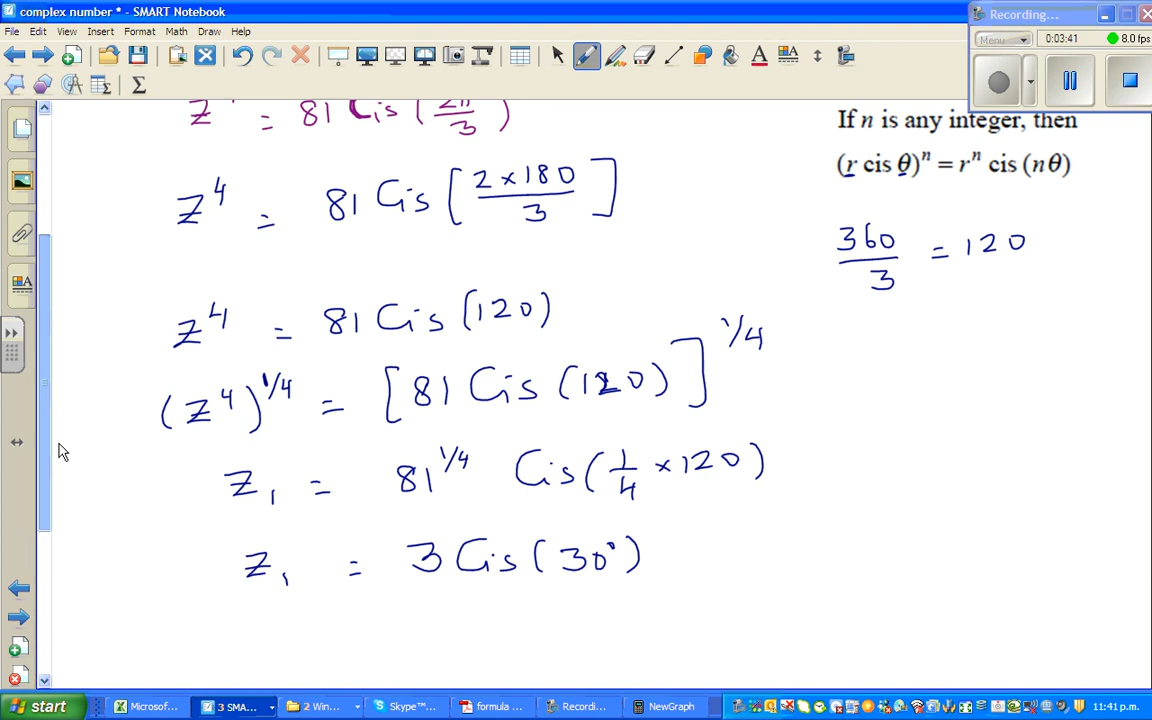 complex number * - SMART Notebook
File Edit View Insert Format Math Draw Help
Recording...
Menu 0:03:41 8.0 fps
= 81 Cis (2π/3)
Z⁴ = 81 Cis [2 × 180 / 3]
Z⁴ = 81 Cis (120)
(Z⁴)^1/4 = [81 Cis (120)]^1/4
Z₁ = 81^1/4 Cis (1/4 × 120)
Z₁ = 3 Cis (30°)
If n is any integer, then
(r cis θ)ⁿ = rⁿ cis (nθ)
360/3 = 120
start Microsof... 3 SMA... 2 Win... Skype™... formula ... Recordi... NewGraph 11:41 PM